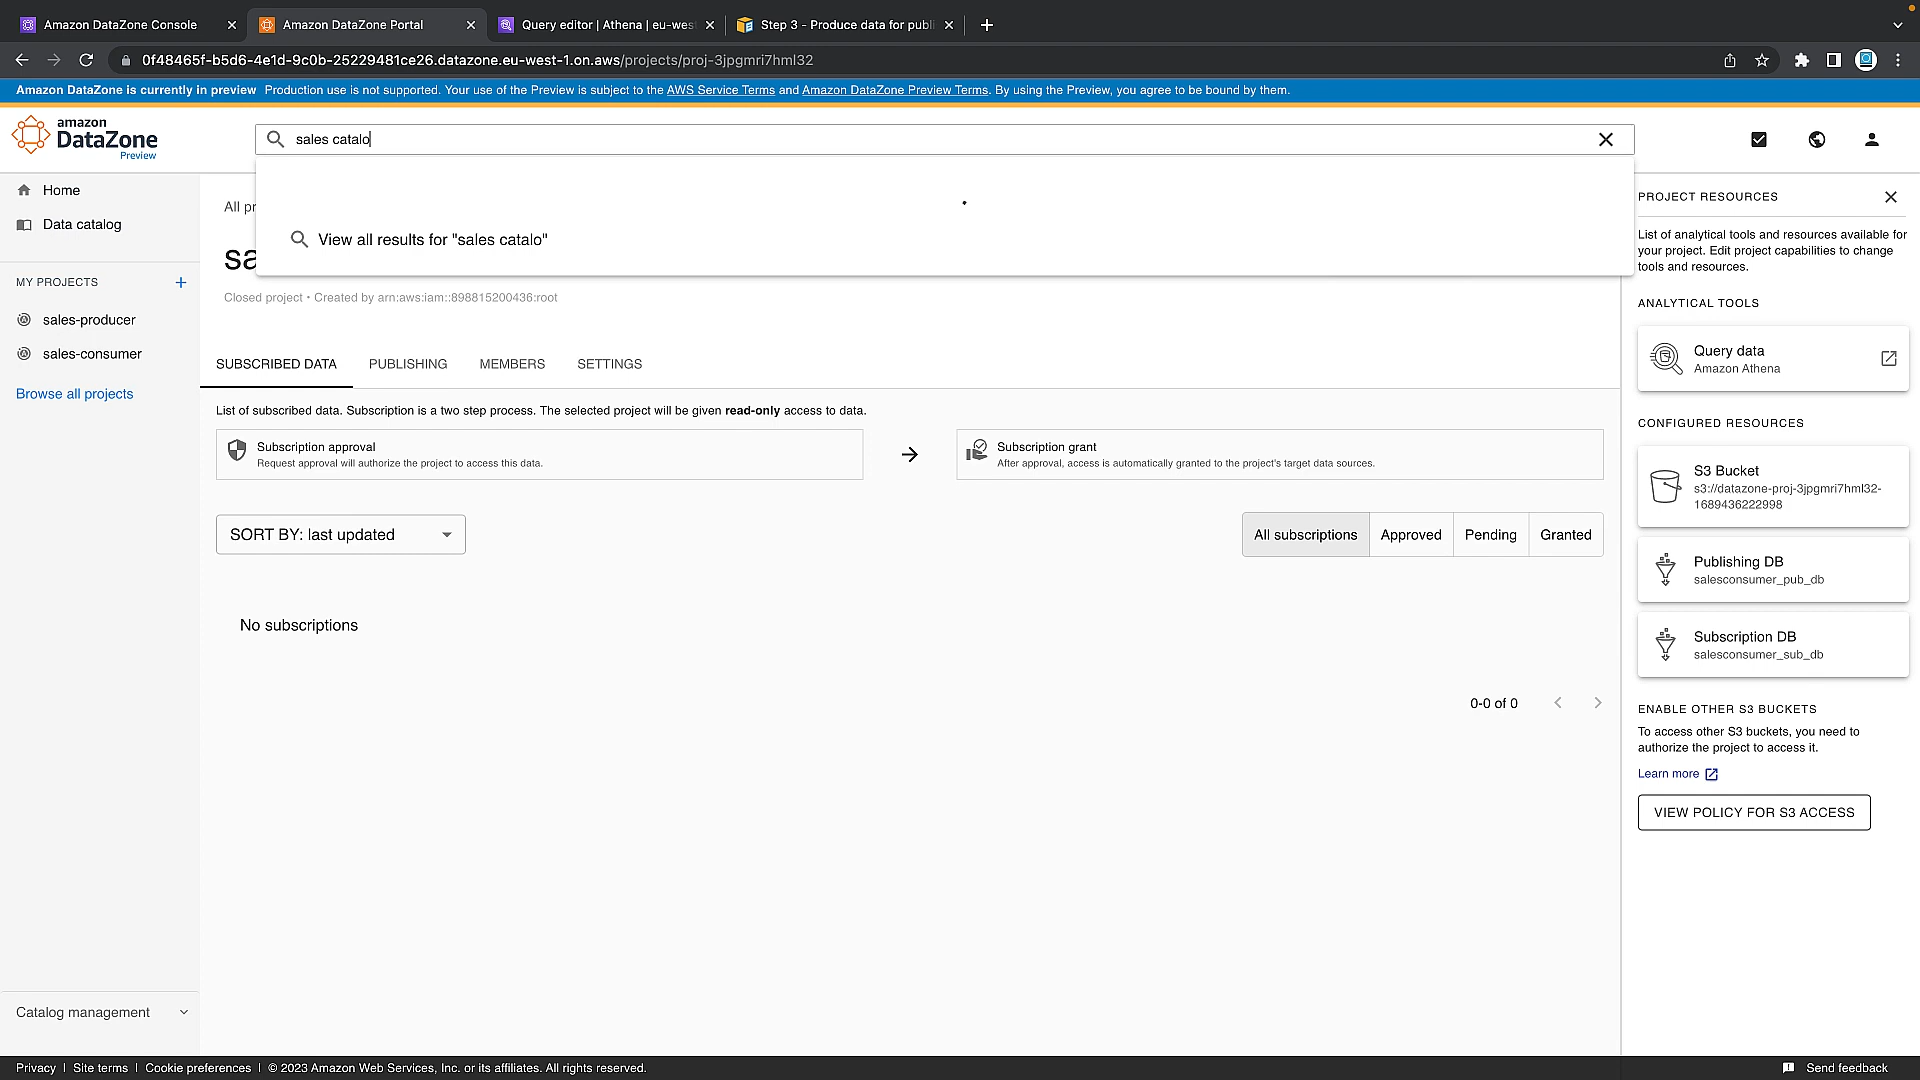 Amazon DataZone Console
Amazon DataZone Portal
Query editor | Athena | eu-wes
Step 3 - Produce data for publi
0f48465f-b5d6-4e1d-9c0b-25229481ce26.datazone.eu-west-1.on.aws/projects/proj-3jpgmri7hml32
Amazon DataZone is currently in preview Production use is not supported. Your use of the Preview is subject to the AWS Service Terms and Amazon DataZone Preview Terms. By using the Preview, you agree to be bound by them.
amazon
DataZone
Preview
sales catalo
View all results for "sales catalo"
Home
Data catalog
MY PROJECTS
sales-producer
sales-consumer
Browse all projects
Catalog management
All pr
sa
Closed project • Created by arn:aws:iam::898815200436:root
SUBSCRIBED DATA
PUBLISHING
MEMBERS
SETTINGS
List of subscribed data. Subscription is a two step process. The selected project will be given read-only access to data.
Subscription approval
Request approval will authorize the project to access this data.
Subscription grant
After approval, access is automatically granted to the project's target data sources.
SORT BY: last updated
All subscriptions
Approved
Pending
Granted
No subscriptions
0-0 of 0
PROJECT RESOURCES
List of analytical tools and resources available for
your project. Edit project capabilities to change
tools and resources.
ANALYTICAL TOOLS
Query data
Amazon Athena
CONFIGURED RESOURCES
S3 Bucket
s3://datazone-proj-3jpgmri7hml32-
1689436222998
Publishing DB
salesconsumer_pub_db
Subscription DB
salesconsumer_sub_db
ENABLE OTHER S3 BUCKETS
To access other S3 buckets, you need to
authorize the project to access it.
Learn more
VIEW POLICY FOR S3 ACCESS
Privacy | Site terms | Cookie preferences | © 2023 Amazon Web Services, Inc. or its affiliates. All rights reserved.
Send feedback